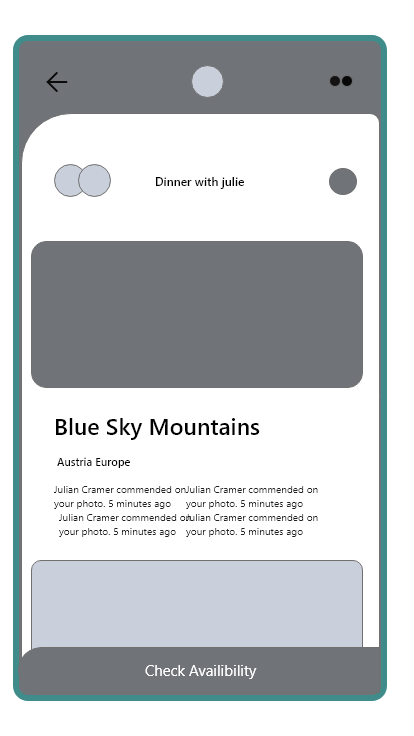 Dinner with julie
Blue Sky Mountains
Austria Europe
Julian Cramer commended on Julian Cramer commended on
your photo. 5 minutes ago your photo. 5 minutes ago
Julian Cramer commended on Julian Cramer commended on
your photo. 5 minutes ago your photo. 5 minutes ago
Check Availibility